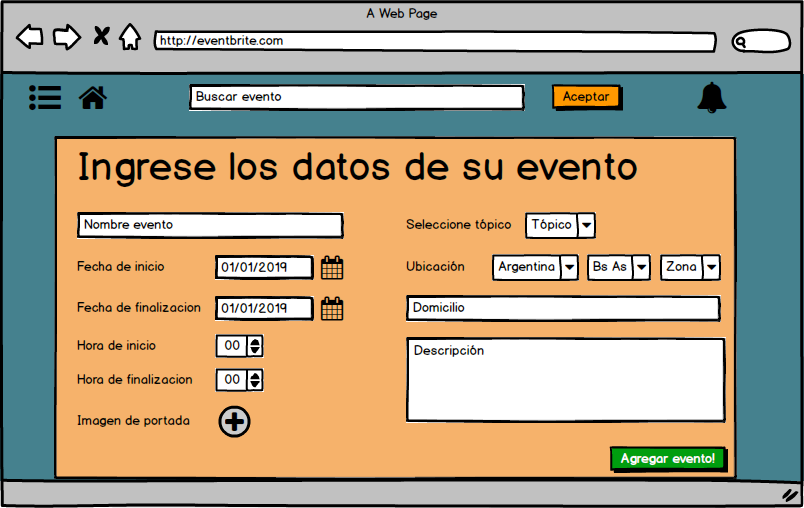 A Web Page
http://eventbrite.com
Buscar evento
Aceptar
Ingrese los datos de su evento
Nombre evento
Seleccione tópico
Tópico
Fecha de inicio
01/01/2019
Ubicación
Argentina
Bs As
Zona
Fecha de finalizacion
01/01/2019
Domicilio
Hora de inicio
00
Descripción
Hora de finalizacion
00
Imagen de portada
Agregar evento!